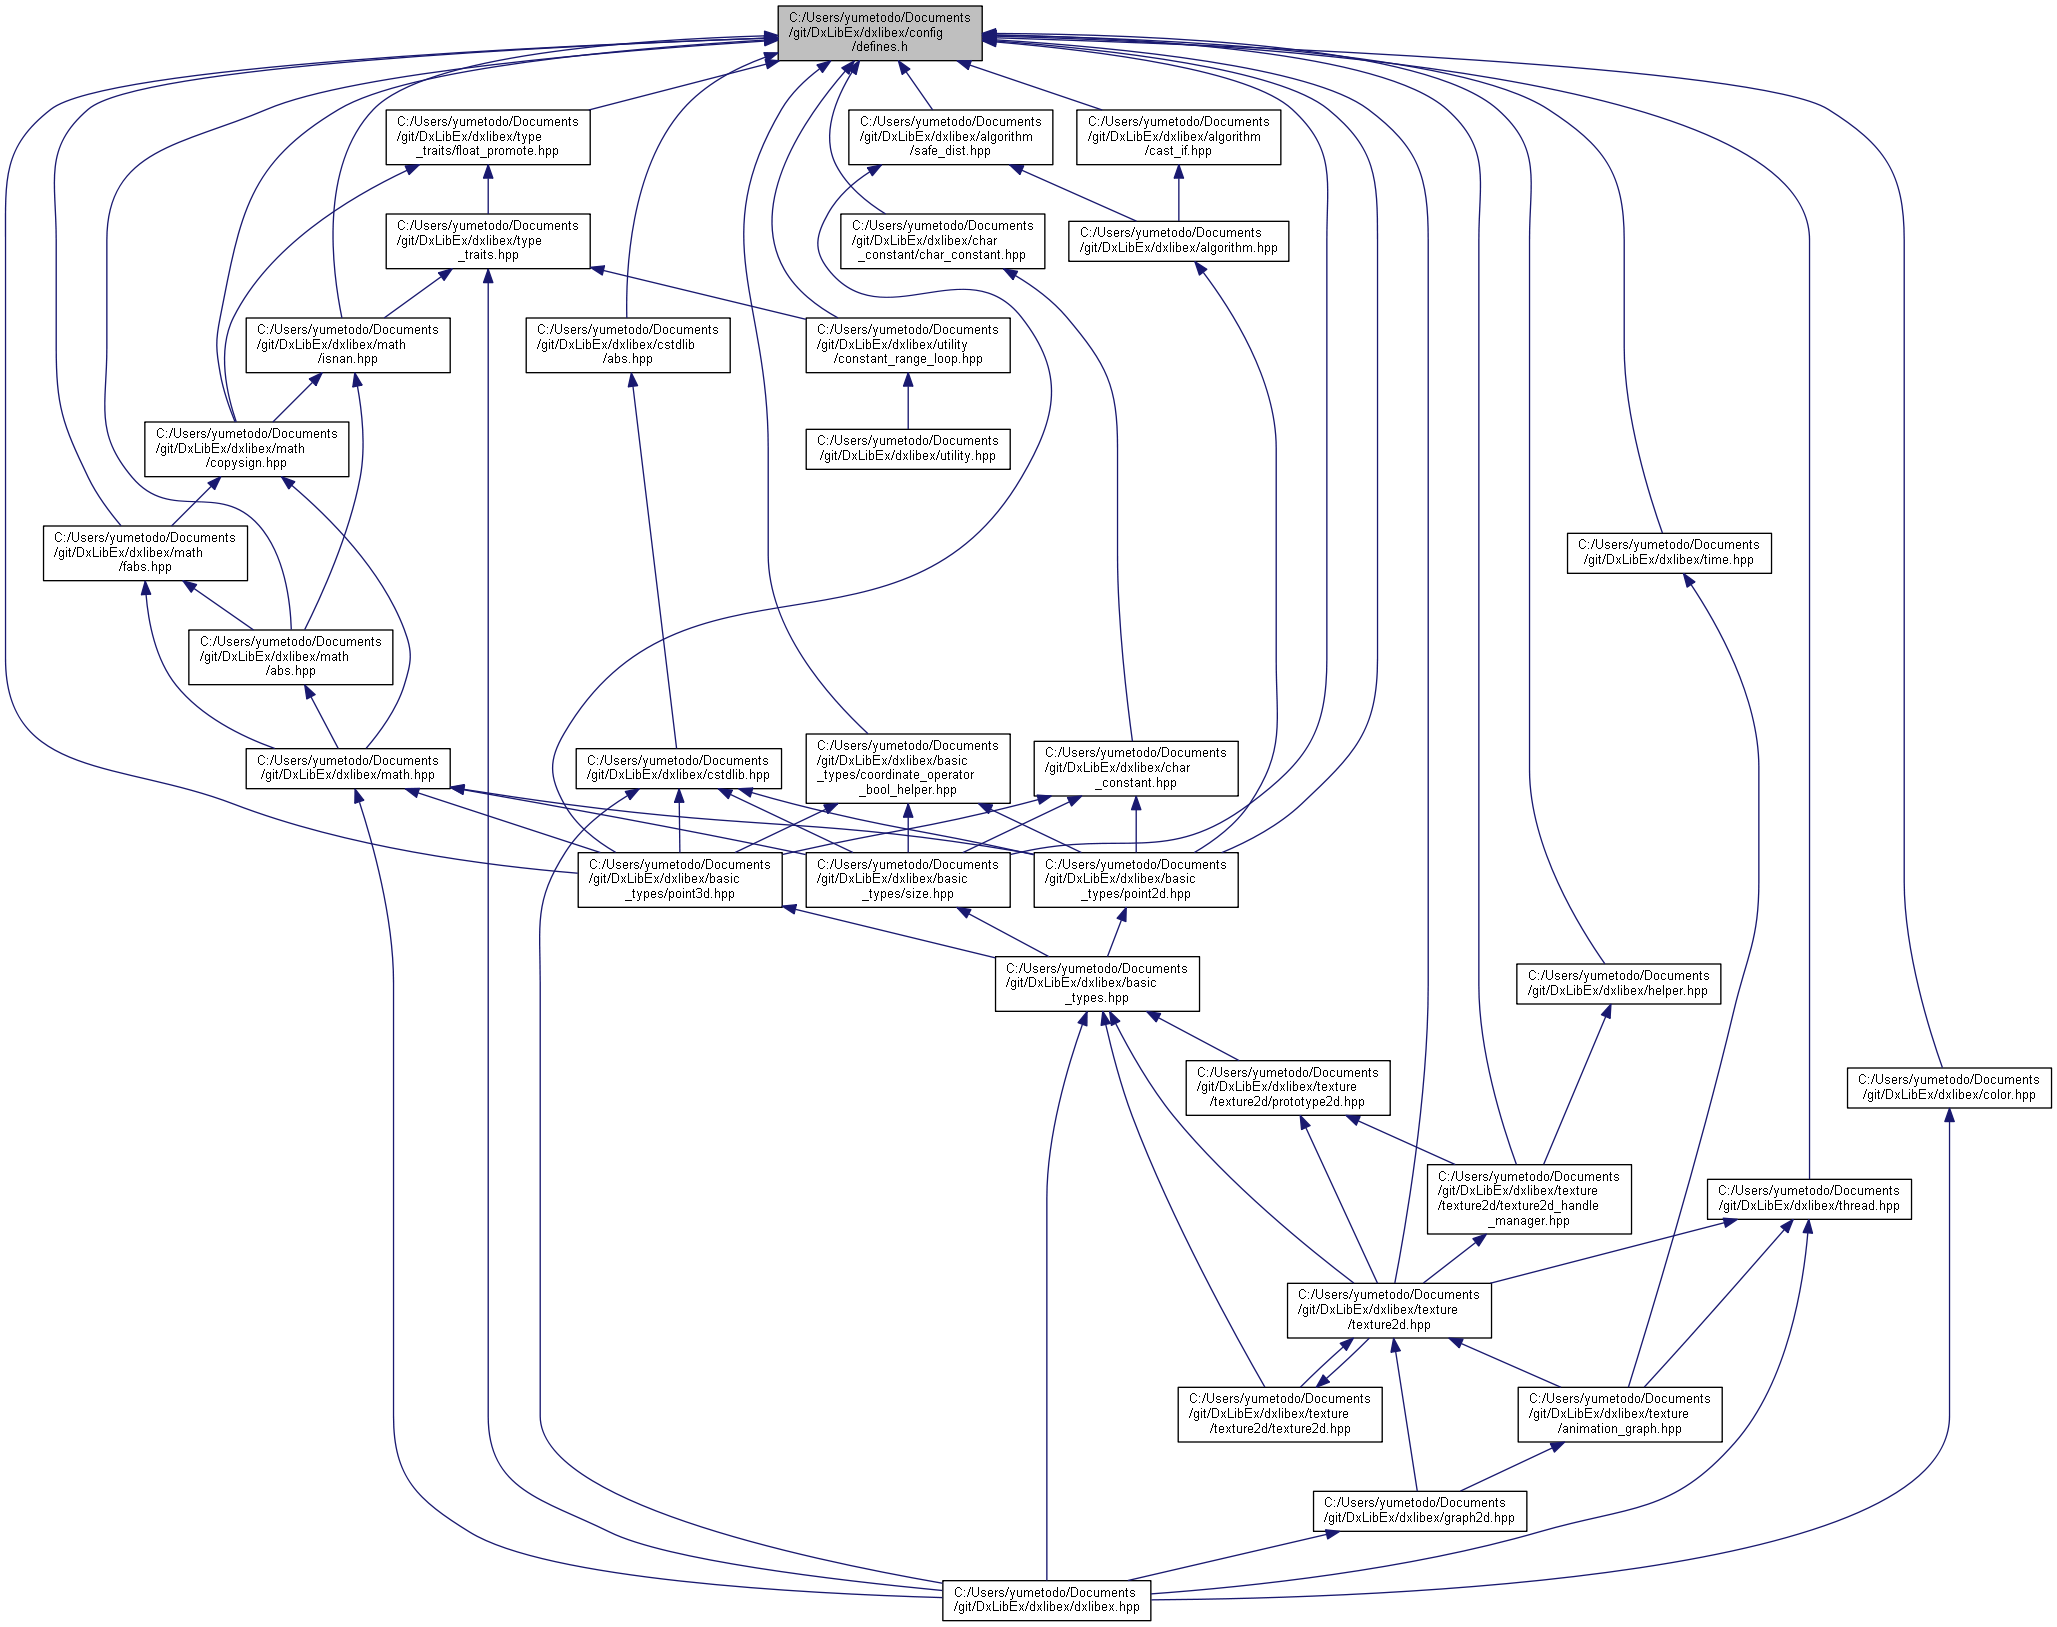 C:/Users/yumetodo/Documents
/git/DxLibEx/dxlibex/config
/defines.h
C:/Users/yumetodo/Documents
/git/DxLibEx/dxlibex/type
_traits/float_promote.hpp
C:/Users/yumetodo/Documents
/git/DxLibEx/dxlibex/algorithm
/safe_dist.hpp
C:/Users/yumetodo/Documents
/git/DxLibEx/dxlibex/algorithm
/cast_if.hpp
C:/Users/yumetodo/Documents
/git/DxLibEx/dxlibex/type
_traits.hpp
C:/Users/yumetodo/Documents
/git/DxLibEx/dxlibex/char
_constant/char_constant.hpp
C:/Users/yumetodo/Documents
/git/DxLibEx/dxlibex/algorithm.hpp
C:/Users/yumetodo/Documents
/git/DxLibEx/dxlibex/math
/isnan.hpp
C:/Users/yumetodo/Documents
/git/DxLibEx/dxlibex/cstdlib
/abs.hpp
C:/Users/yumetodo/Documents
/git/DxLibEx/dxlibex/utility
/constant_range_loop.hpp
C:/Users/yumetodo/Documents
/git/DxLibEx/dxlibex/math
/copysign.hpp
C:/Users/yumetodo/Documents
/git/DxLibEx/dxlibex/utility.hpp
C:/Users/yumetodo/Documents
/git/DxLibEx/dxlibex/math
/fabs.hpp
C:/Users/yumetodo/Documents
/git/DxLibEx/dxlibex/time.hpp
C:/Users/yumetodo/Documents
/git/DxLibEx/dxlibex/math
/abs.hpp
C:/Users/yumetodo/Documents
/git/DxLibEx/dxlibex/math.hpp
C:/Users/yumetodo/Documents
/git/DxLibEx/dxlibex/cstdlib.hpp
C:/Users/yumetodo/Documents
/git/DxLibEx/dxlibex/basic
_types/coordinate_operator
_bool_helper.hpp
C:/Users/yumetodo/Documents
/git/DxLibEx/dxlibex/char
_constant.hpp
C:/Users/yumetodo/Documents
/git/DxLibEx/dxlibex/basic
_types/point3d.hpp
C:/Users/yumetodo/Documents
/git/DxLibEx/dxlibex/basic
_types/size.hpp
C:/Users/yumetodo/Documents
/git/DxLibEx/dxlibex/basic
_types/point2d.hpp
C:/Users/yumetodo/Documents
/git/DxLibEx/dxlibex/basic
_types.hpp
C:/Users/yumetodo/Documents
/git/DxLibEx/dxlibex/helper.hpp
C:/Users/yumetodo/Documents
/git/DxLibEx/dxlibex/texture
/texture2d/prototype2d.hpp
C:/Users/yumetodo/Documents
/git/DxLibEx/dxlibex/color.hpp
C:/Users/yumetodo/Documents
/git/DxLibEx/dxlibex/texture
/texture2d/texture2d_handle
_manager.hpp
C:/Users/yumetodo/Documents
/git/DxLibEx/dxlibex/thread.hpp
C:/Users/yumetodo/Documents
/git/DxLibEx/dxlibex/texture
/texture2d.hpp
C:/Users/yumetodo/Documents
/git/DxLibEx/dxlibex/texture
/texture2d/texture2d.hpp
C:/Users/yumetodo/Documents
/git/DxLibEx/dxlibex/texture
/animation_graph.hpp
C:/Users/yumetodo/Documents
/git/DxLibEx/dxlibex/graph2d.hpp
C:/Users/yumetodo/Documents
/git/DxLibEx/dxlibex/dxlibex.hpp